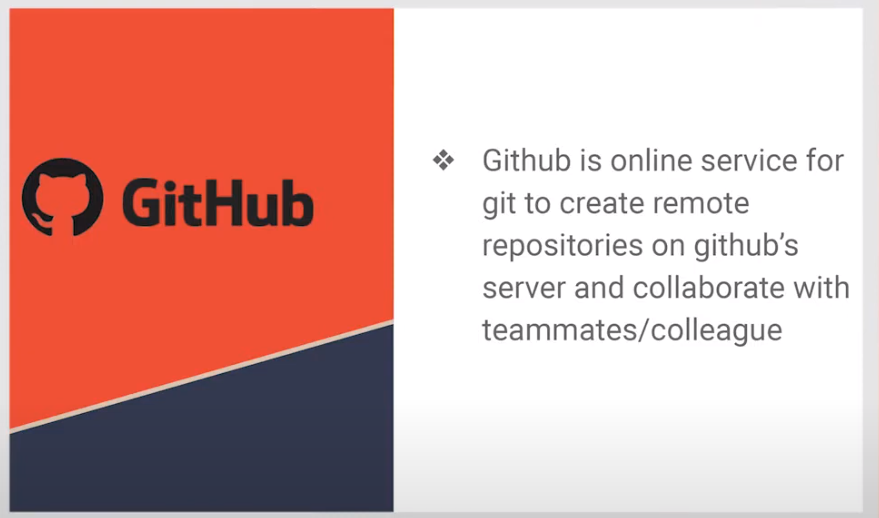 GitHub
❖ Github is online service for
git to create remote
repositories on github’s
server and collaborate with
teammates/colleague